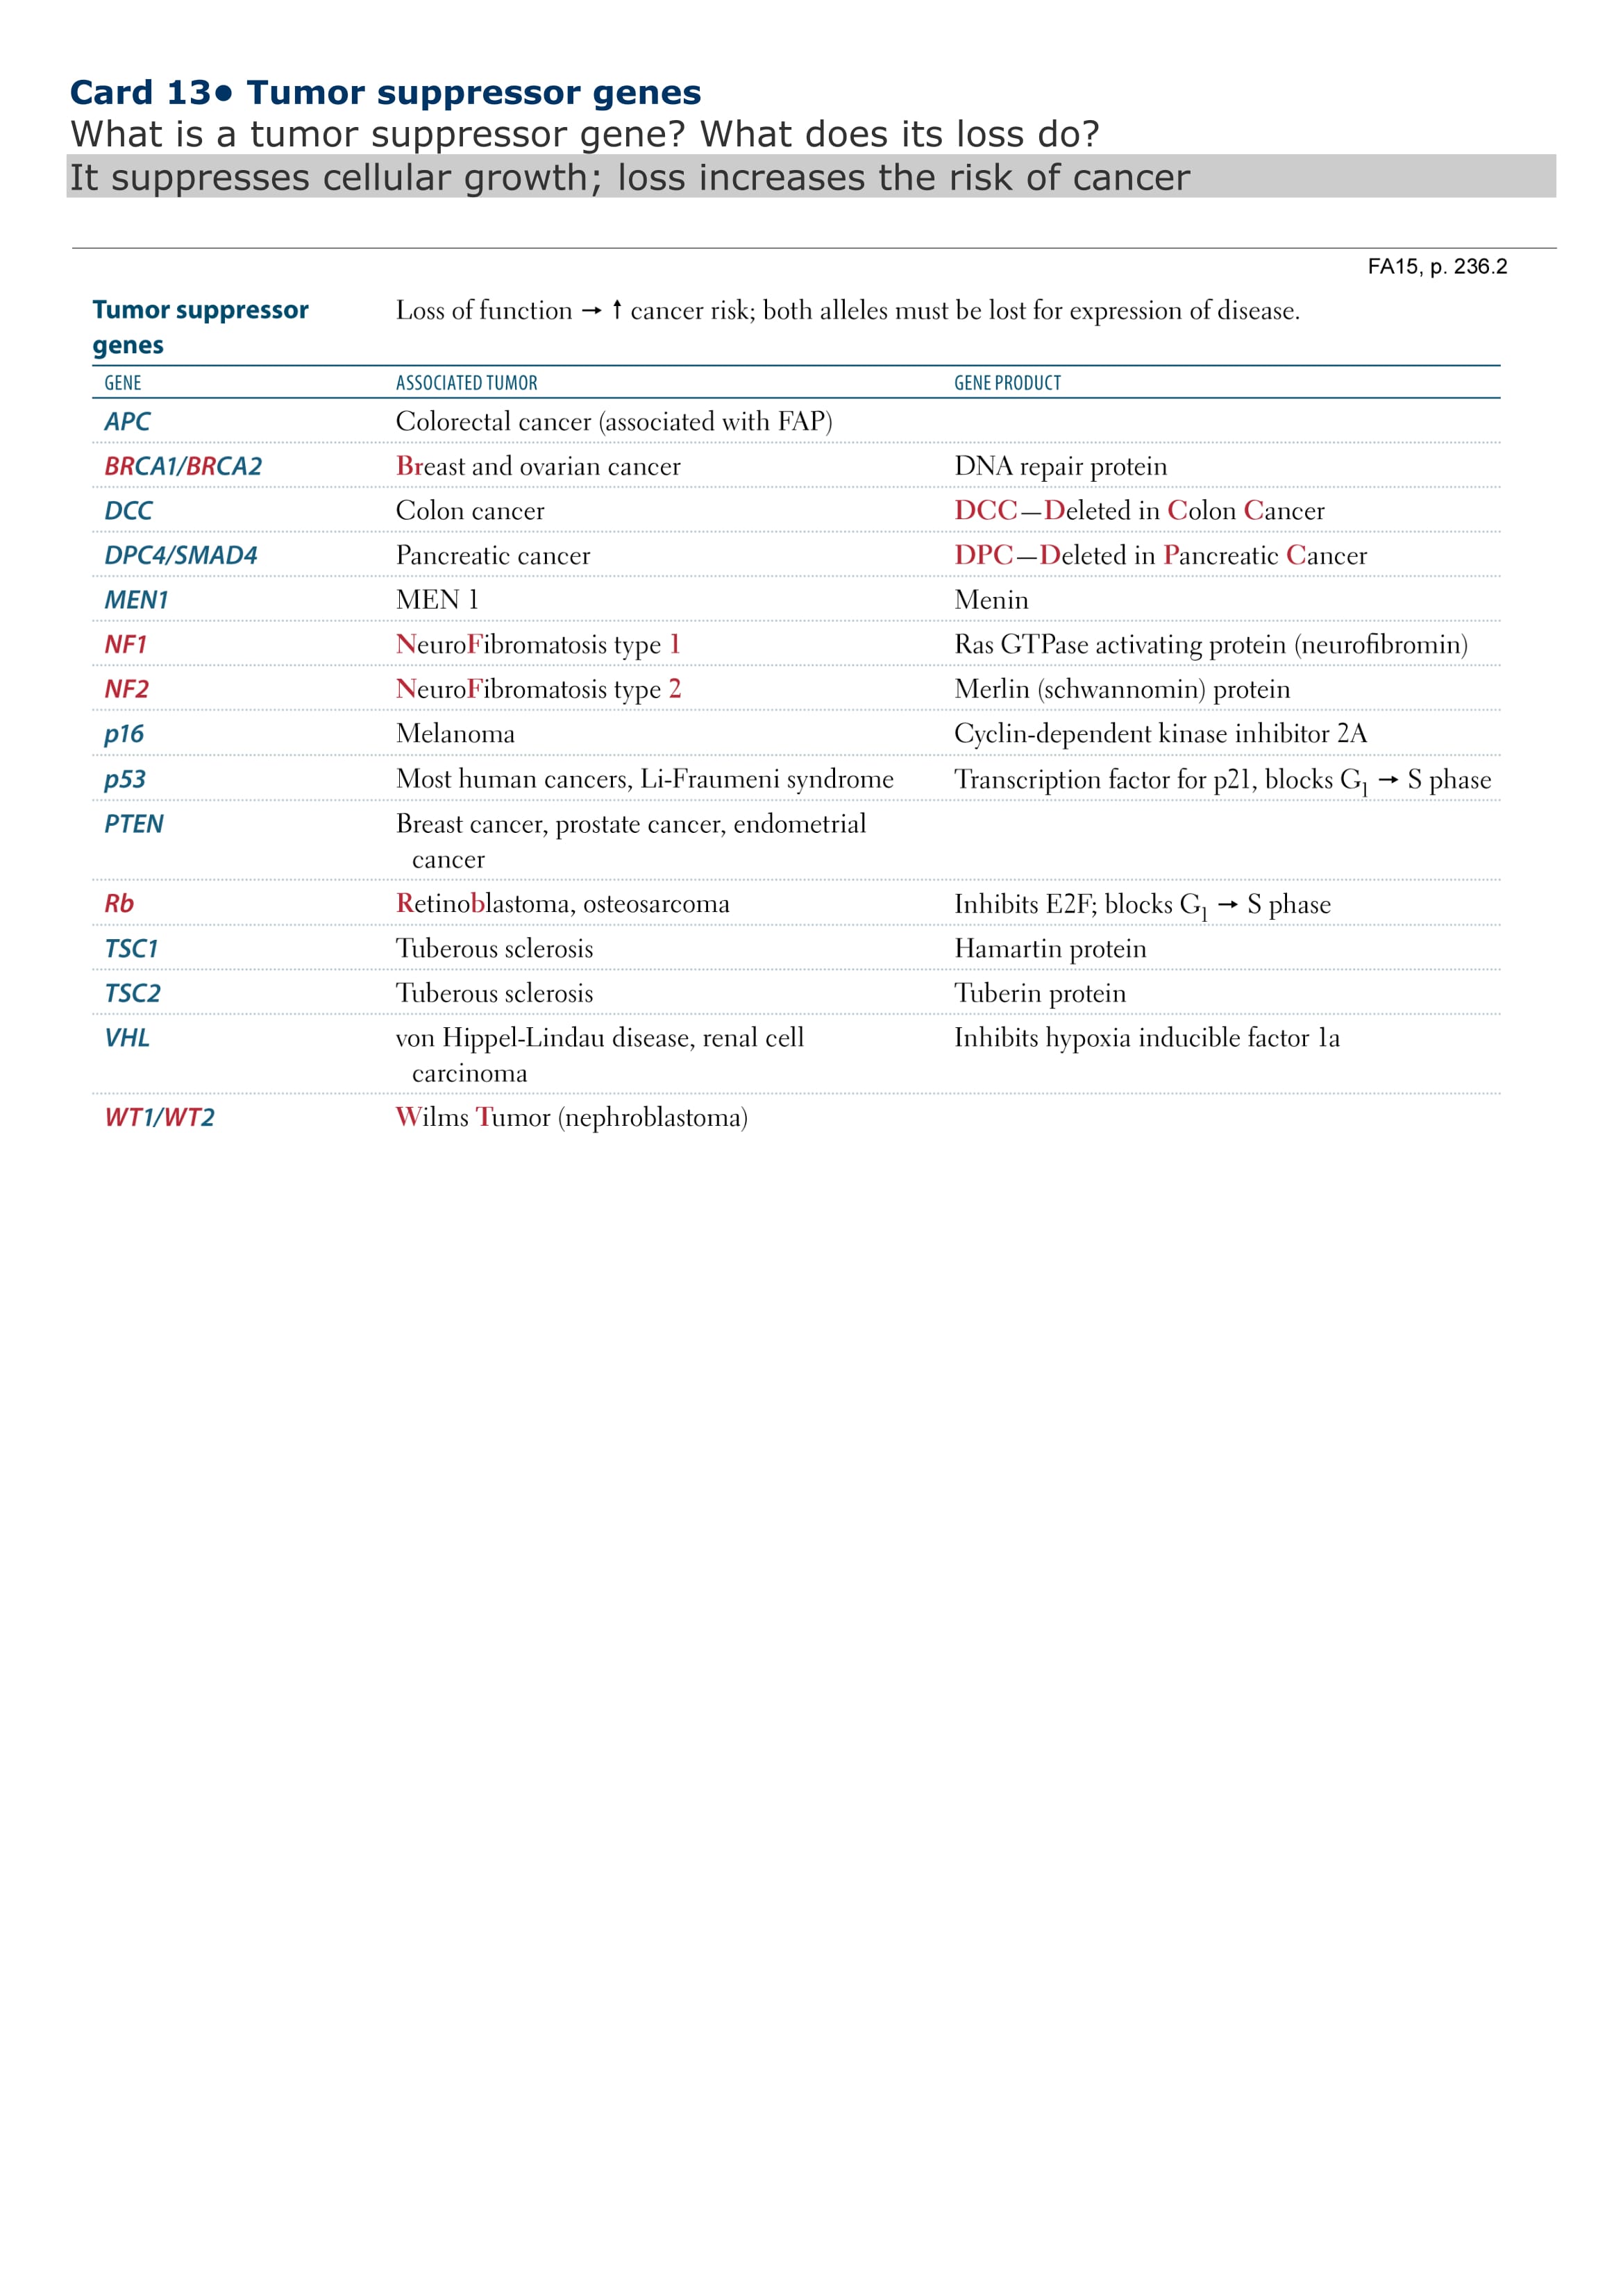 Card 13• Tumor suppressor genes
What is a tumor suppressor gene? What does its loss do?
It suppresses cellular growth; loss increases the risk of cancer
FA15, p. 236.2
Tumor suppressor genes
Loss of function → ↑ cancer risk; both alleles must be lost for expression of disease.
GENE ASSOCIATED TUMOR GENE PRODUCT
APC Colorectal cancer (associated with FAP)
BRCA1/BRCA2 Breast and ovarian cancer DNA repair protein
DCC Colon cancer DCC—Deleted in Colon Cancer
DPC4/SMAD4 Pancreatic cancer DPC—Deleted in Pancreatic Cancer
MEN1 MEN 1 Menin
NF1 NeuroFibromatosis type 1 Ras GTPase activating protein (neurofibromin)
NF2 NeuroFibromatosis type 2 Merlin (schwannomin) protein
p16 Melanoma Cyclin-dependent kinase inhibitor 2A
p53 Most human cancers, Li-Fraumeni syndrome Transcription factor for p21, blocks G1 → S phase
PTEN Breast cancer, prostate cancer, endometrial
cancer
Rb Retinoblastoma, osteosarcoma Inhibits E2F; blocks G1 → S phase
TSC1 Tuberous sclerosis Hamartin protein
TSC2 Tuberous sclerosis Tuberin protein
VHL von Hippel-Lindau disease, renal cell Inhibits hypoxia inducible factor 1a
carcinoma
WT1/WT2 Wilms Tumor (nephroblastoma)